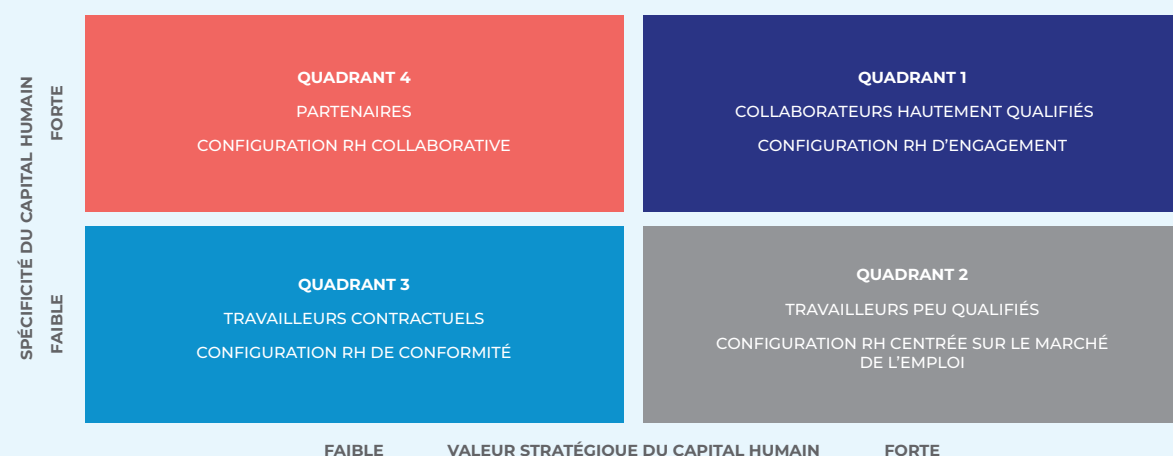 SPÉCIFICITÉ DU CAPITAL HUMAIN
FORTE
FAIBLE
QUADRANT 4
PARTENAIRES
CONFIGURATION RH COLLABORATIVE
QUADRANT 1
COLLABORATEURS HAUTEMENT QUALIFIÉS
CONFIGURATION RH D'ENGAGEMENT
QUADRANT 3
TRAVAILLEURS CONTRACTUELS
CONFIGURATION RH DE CONFORMITÉ
QUADRANT 2
TRAVAILLEURS PEU QUALIFIÉS
CONFIGURATION RH CENTRÉE SUR LE MARCHÉ
DE L'EMPLOI
FAIBLE
VALEUR STRATÉGIQUE DU CAPITAL HUMAIN
FORTE